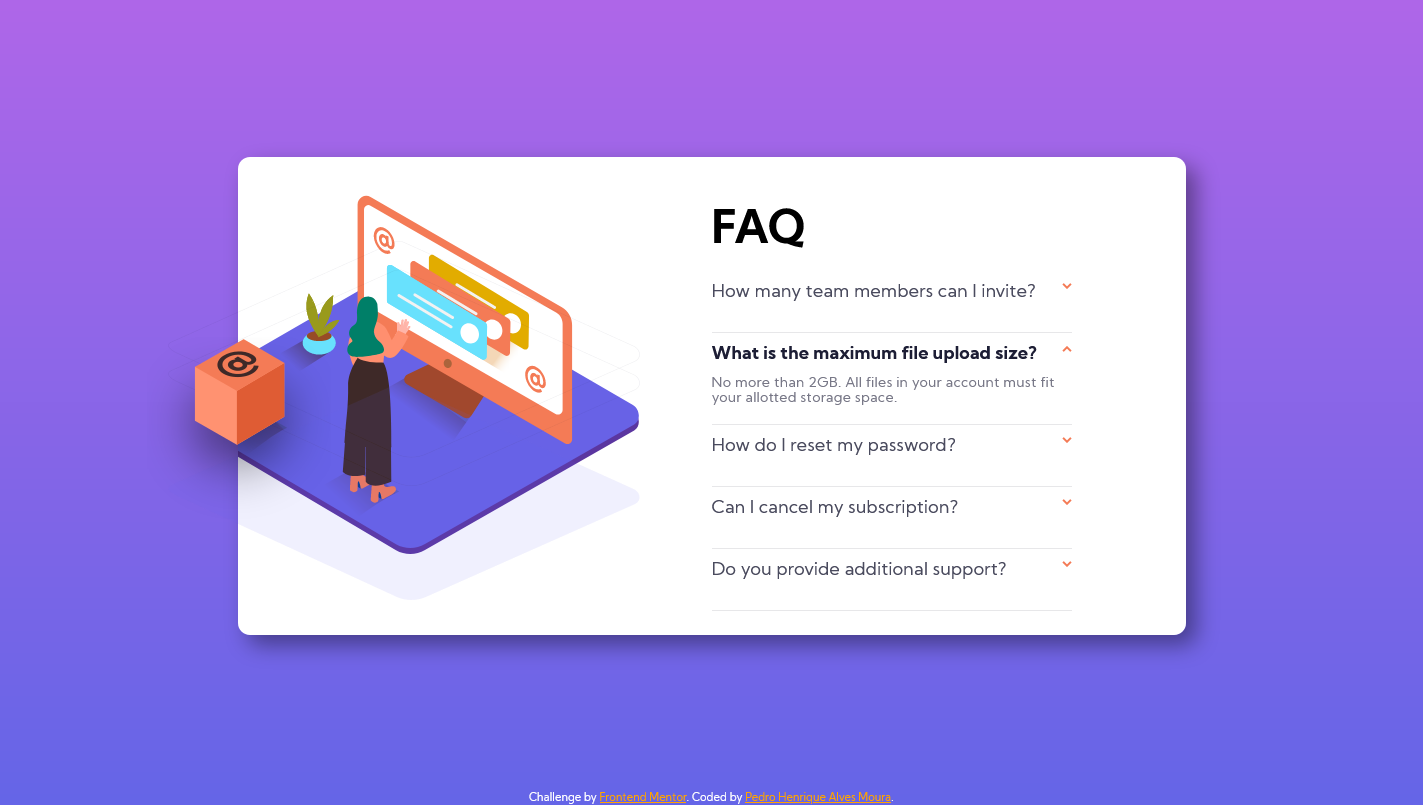 FAQ
How many team members can I invite?
What is the maximum file upload size?
No more than 2GB. All files in your account must fit
your allotted storage space.
How do I reset my password?
Can I cancel my subscription?
Do you provide additional support?
@
@
@
Challenge by Frontend Mentor. Coded by Pedro Henrique Alves Moura.